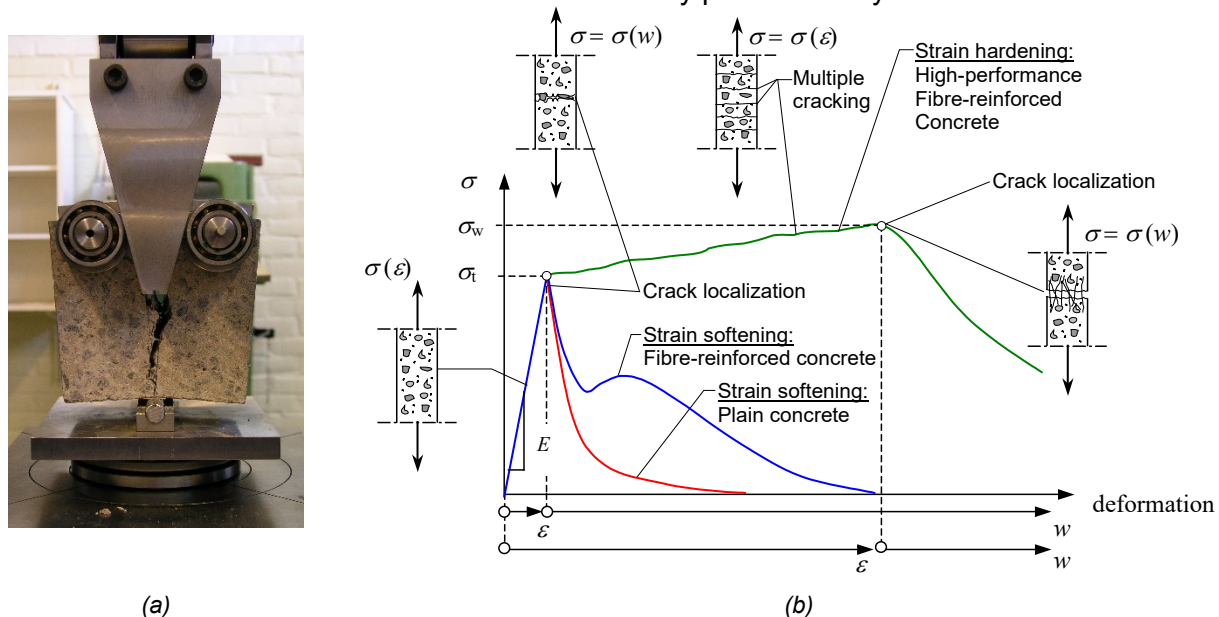 σ = σ(w)
σ = σ(ε)
Strain hardening:
High-performance
Fibre-reinforced
Concrete
Multiple
cracking
σ
Crack localization
σw
σ = σ(w)
σ(ε)
σt
Crack localization
Strain softening:
Fibre-reinforced concrete
Strain softening:
Plain concrete
E
deformation
ε
w
ε
w
(a)
(b)